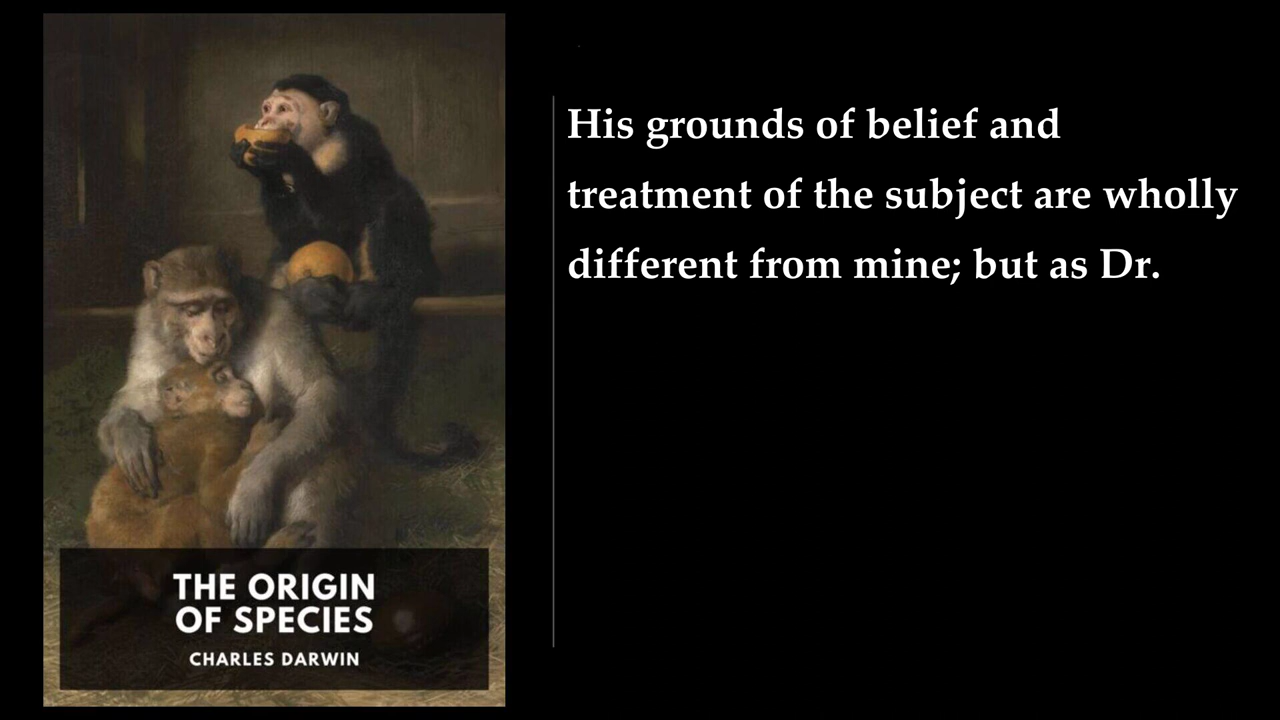 THE ORIGIN
OF SPECIES
CHARLES DARWIN
His grounds of belief and
treatment of the subject are wholly
different from mine; but as Dr.